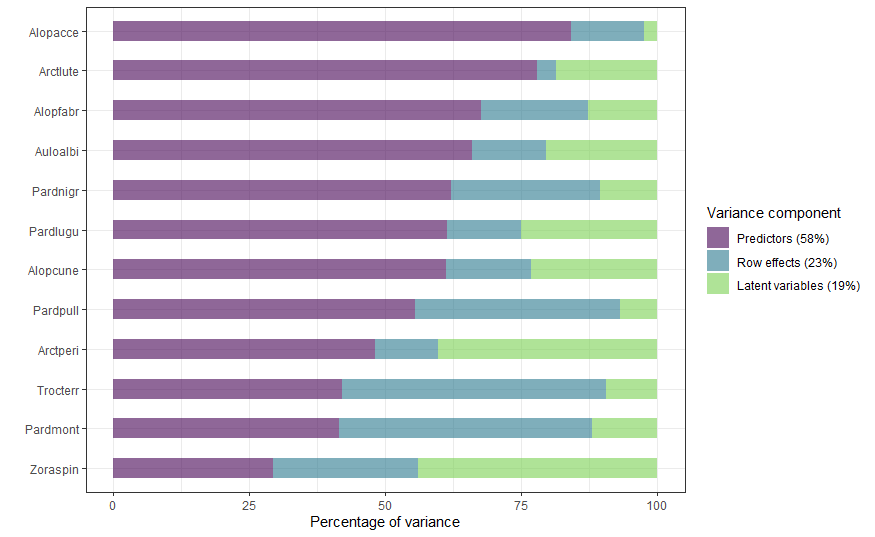 Alopacce
Arctlute
Alopfabr
Auloalbi
Pardnigr
Pardlugu
Alopcune
Pardpull
Arctperi
Trocterr
Pardmont
Zoraspin
0 25 50 75 100
Percentage of variance
Variance component
Predictors (58%)
Row effects (23%)
Latent variables (19%)